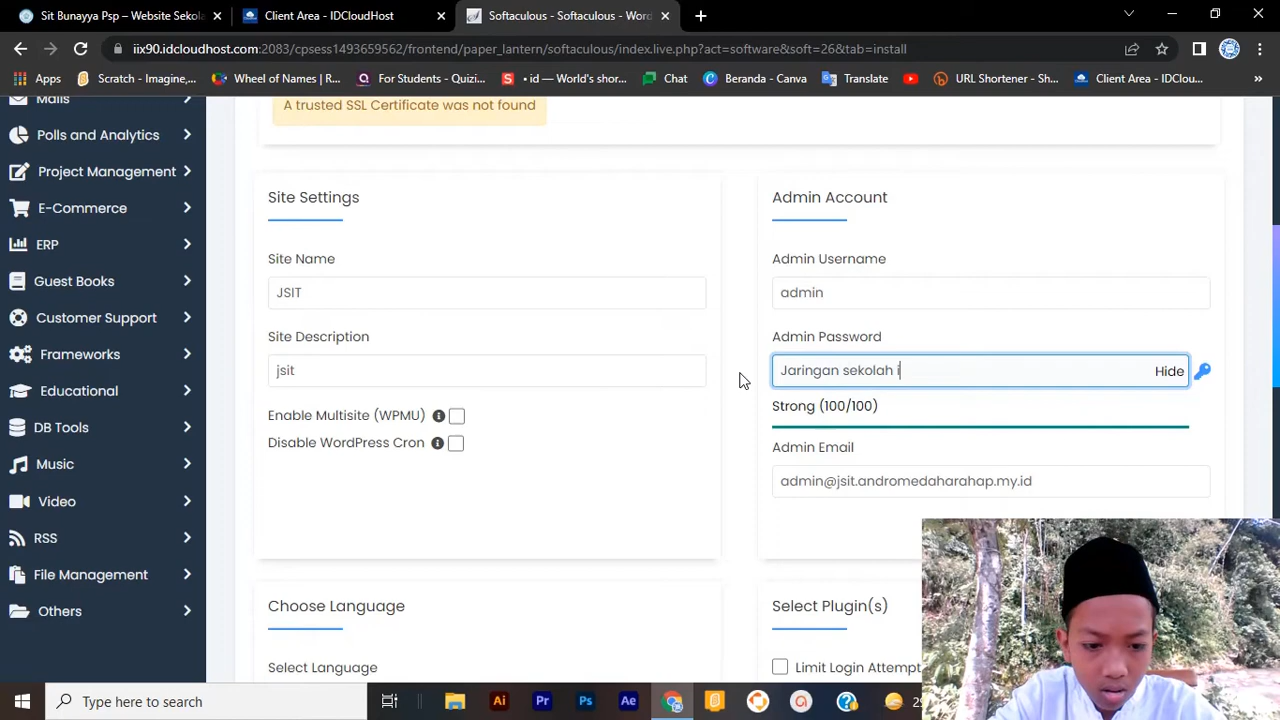 Sit Bunayya Psp - Website Sekola
Client Area - IDCloudHost
Softaculous - Softaculous - Word
iix90.idcloudhost.com:2083/cpsess1493659562/frontend/paper_lantern/softaculous/index.live.php?act=software&soft=26&tab=install
Apps
Scratch - Imagine,...
Wheel of Names | R...
For Students - Quizi...
• id — World's shor...
Chat
Beranda - Canva
Translate
URL Shortener - Sh...
Client Area - IDClou...
Mails
Polls and Analytics
Project Management
E-Commerce
ERP
Guest Books
Customer Support
Frameworks
Educational
DB Tools
Music
Video
RSS
File Management
Others
A trusted SSL Certificate was not found
Site Settings
Site Name
JSIT
Site Description
jsit
Enable Multisite (WPMU)
Disable WordPress Cron
Admin Account
Admin Username
admin
Admin Password
Jaringan sekolah i
Hide
Strong (100/100)
Admin Email
admin@jsit.andromedaharahap.my.id
Choose Language
Select Language
Select Plugin(s)
Limit Login Attempt
Type here to search
Ai
Pr
Ps
Ae